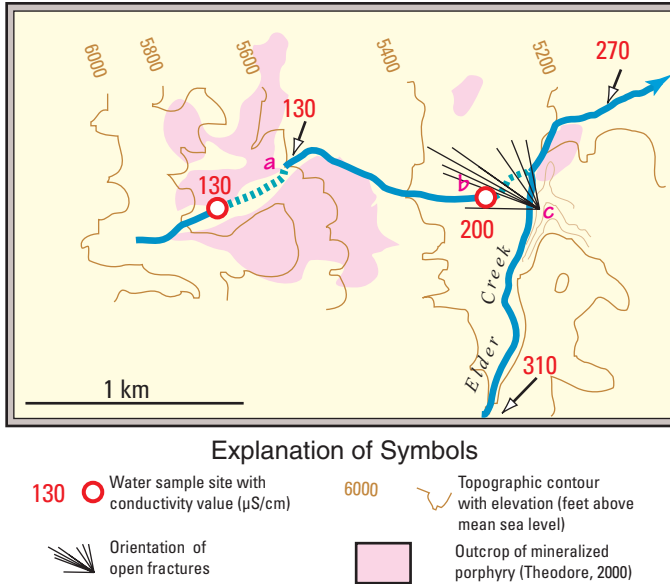 6000
5800
5600
5400
5200
270
130
a
130
b
200
c
Elder Creek
310
1 km
Explanation of Symbols
130
Water sample site with
conductivity value (µS/cm)
6000
Topographic contour
with elevation (feet above
mean sea level)
Orientation of
open fractures
Outcrop of mineralized
porphyry (Theodore, 2000)